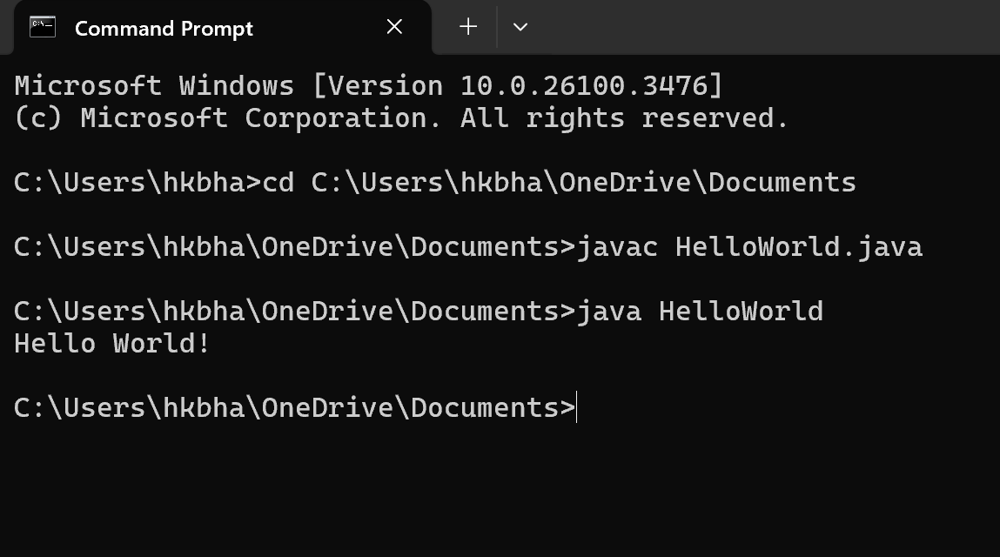 Command Prompt
Microsoft Windows [Version 10.0.26100.3476]
(c) Microsoft Corporation. All rights reserved.
C:\Users\hkbha>cd C:\Users\hkbha\OneDrive\Documents
C:\Users\hkbha\OneDrive\Documents>javac HelloWorld.java
C:\Users\hkbha\OneDrive\Documents>java HelloWorld
Hello World!
C:\Users\hkbha\OneDrive\Documents>